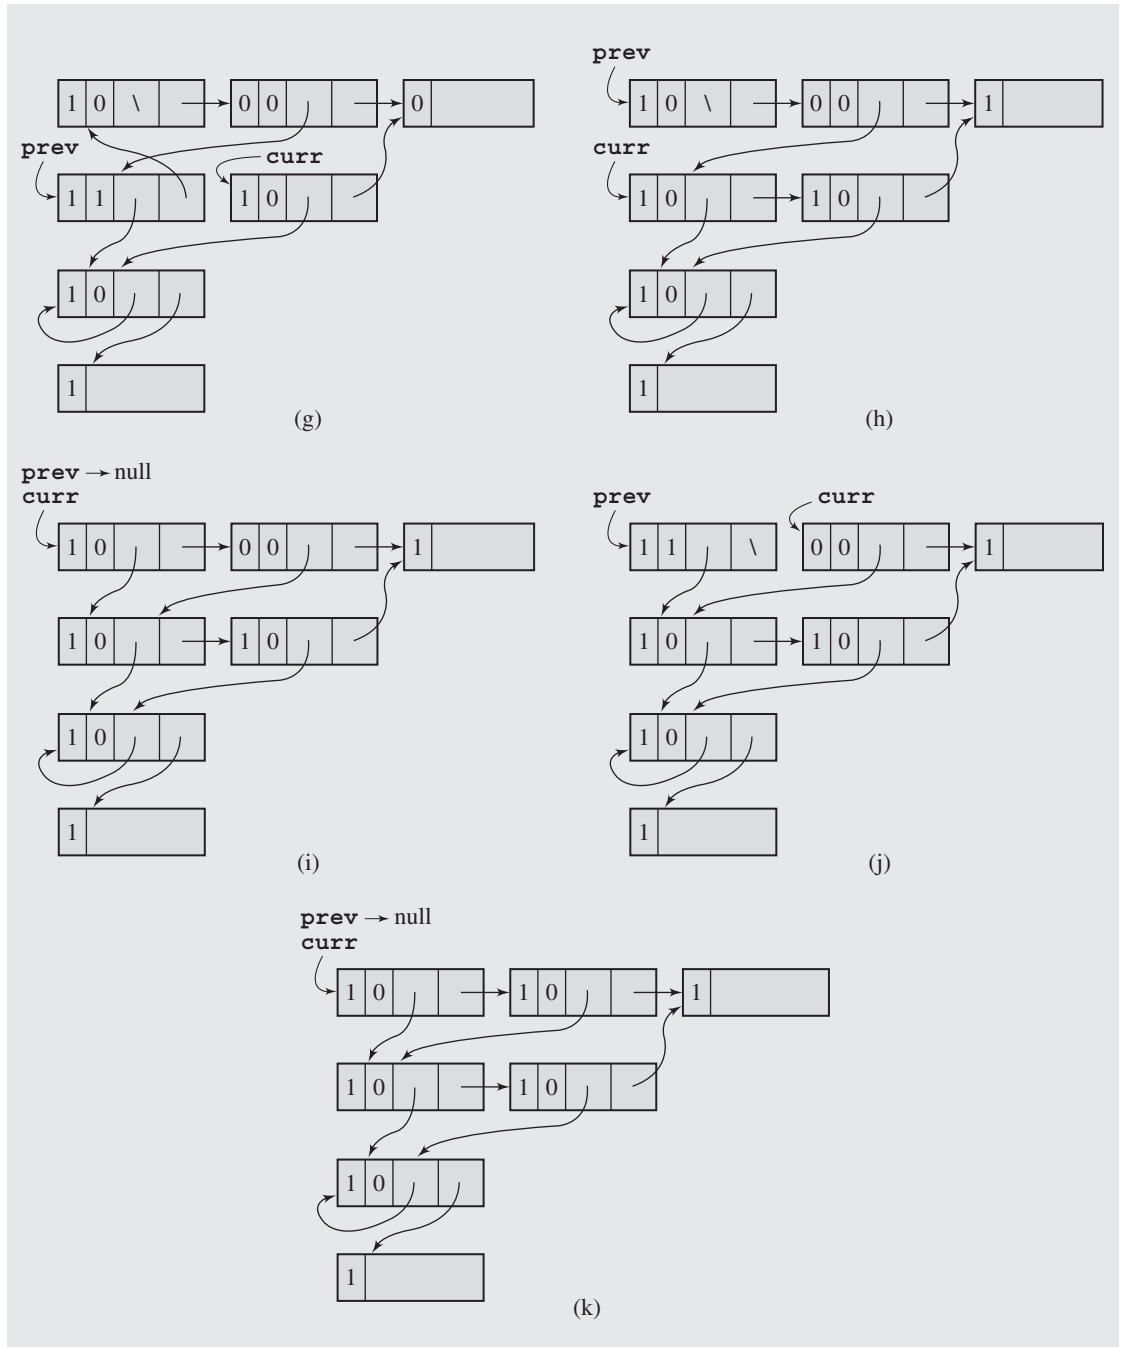 prev
1 0 \ 0 0 0
1 0 \ 0 0 1
prev curr
curr
1 1 1 0
1 0 1 0
1 0
1 0
1
1
(g)
(h)
prev → null
curr
prev curr
1 0 0 0 1
1 1 \ 0 0 1
1 0 1 0
1 0 1 0
1 0
1 0
1
1
(i)
(j)
prev → null
curr
1 0 1 0 1
1 0 1 0
1 0
1
(k)